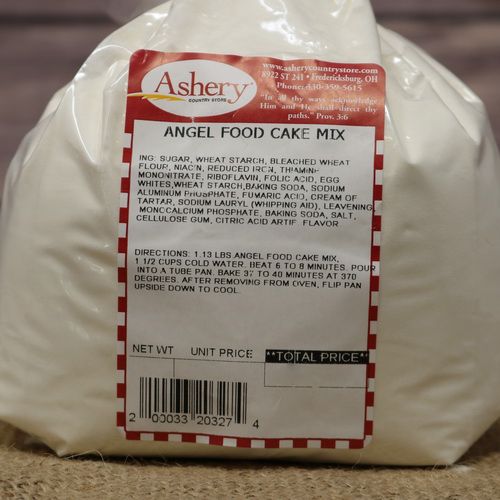 Ashery
COUNTRY STORE
www.asherycountrystore.com
8922 ST 241 • Fredericksburg, OH
Phone: 330-359-5615
"In all thy ways acknowledge
Him and He shall direct thy
paths." Prov. 3:6
ANGEL FOOD CAKE MIX
ING: SUGAR, WHEAT STARCH, BLEACHED WHEAT
FLOUR, NIACIN, REDUCED IRON, THIAMIN-
MONONITRATE, RIBOFLAVIN, FOLIC ACID, EGG
WHITES,WHEAT STARCH,BAKING SODA, SODIUM
ALUMINUM PHOSPHATE, FUMARIC ACID, CREAM OF
TARTAR, SODIUM LAURYL (WHIPPING AID), LEAVENING,
MONOCALCIUM PHOSPHATE, BAKING SODA, SALT,
CELLULOSE GUM, CITRIC ACID ARTIF. FLAVOR
DIRECTIONS: 1.13 LBS ANGEL FOOD CAKE MIX,
1 1/2 CUPS COLD WATER. BEAT 6 TO 8 MINUTES. POUR
INTO A TUBE PAN. BAKE 37 TO 40 MINUTES AT 370
DEGREES. AFTER REMOVING FROM OVEN, FLIP PAN
UPSIDE DOWN TO COOL.
NET WT UNIT PRICE **TOTAL PRICE**
2 00033 20327 4